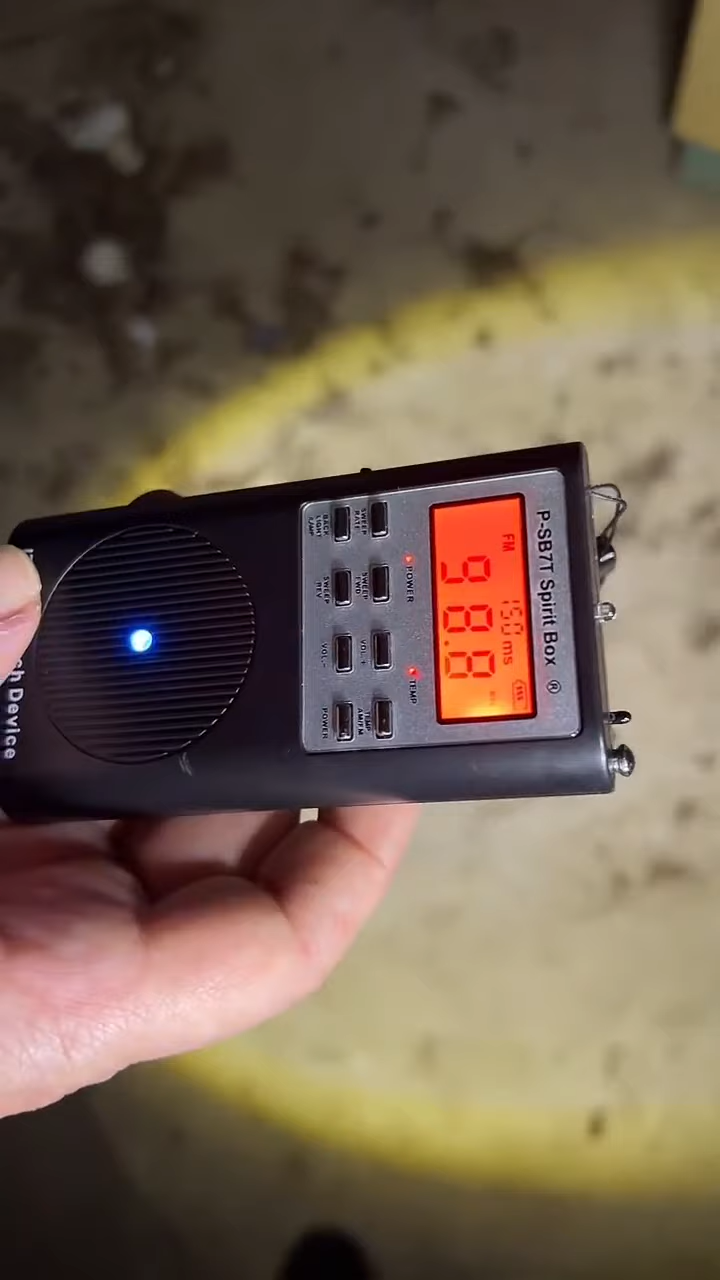 P-SB7T Spirit Box ®
FM 150 ms
98.8
POWER
TEMP
SWEEP RATE
BACK LIGHT
SWEEP FWD
SWEEP REV
VOL+
VOL-
TEMP AM/FM
POWER
ch Device